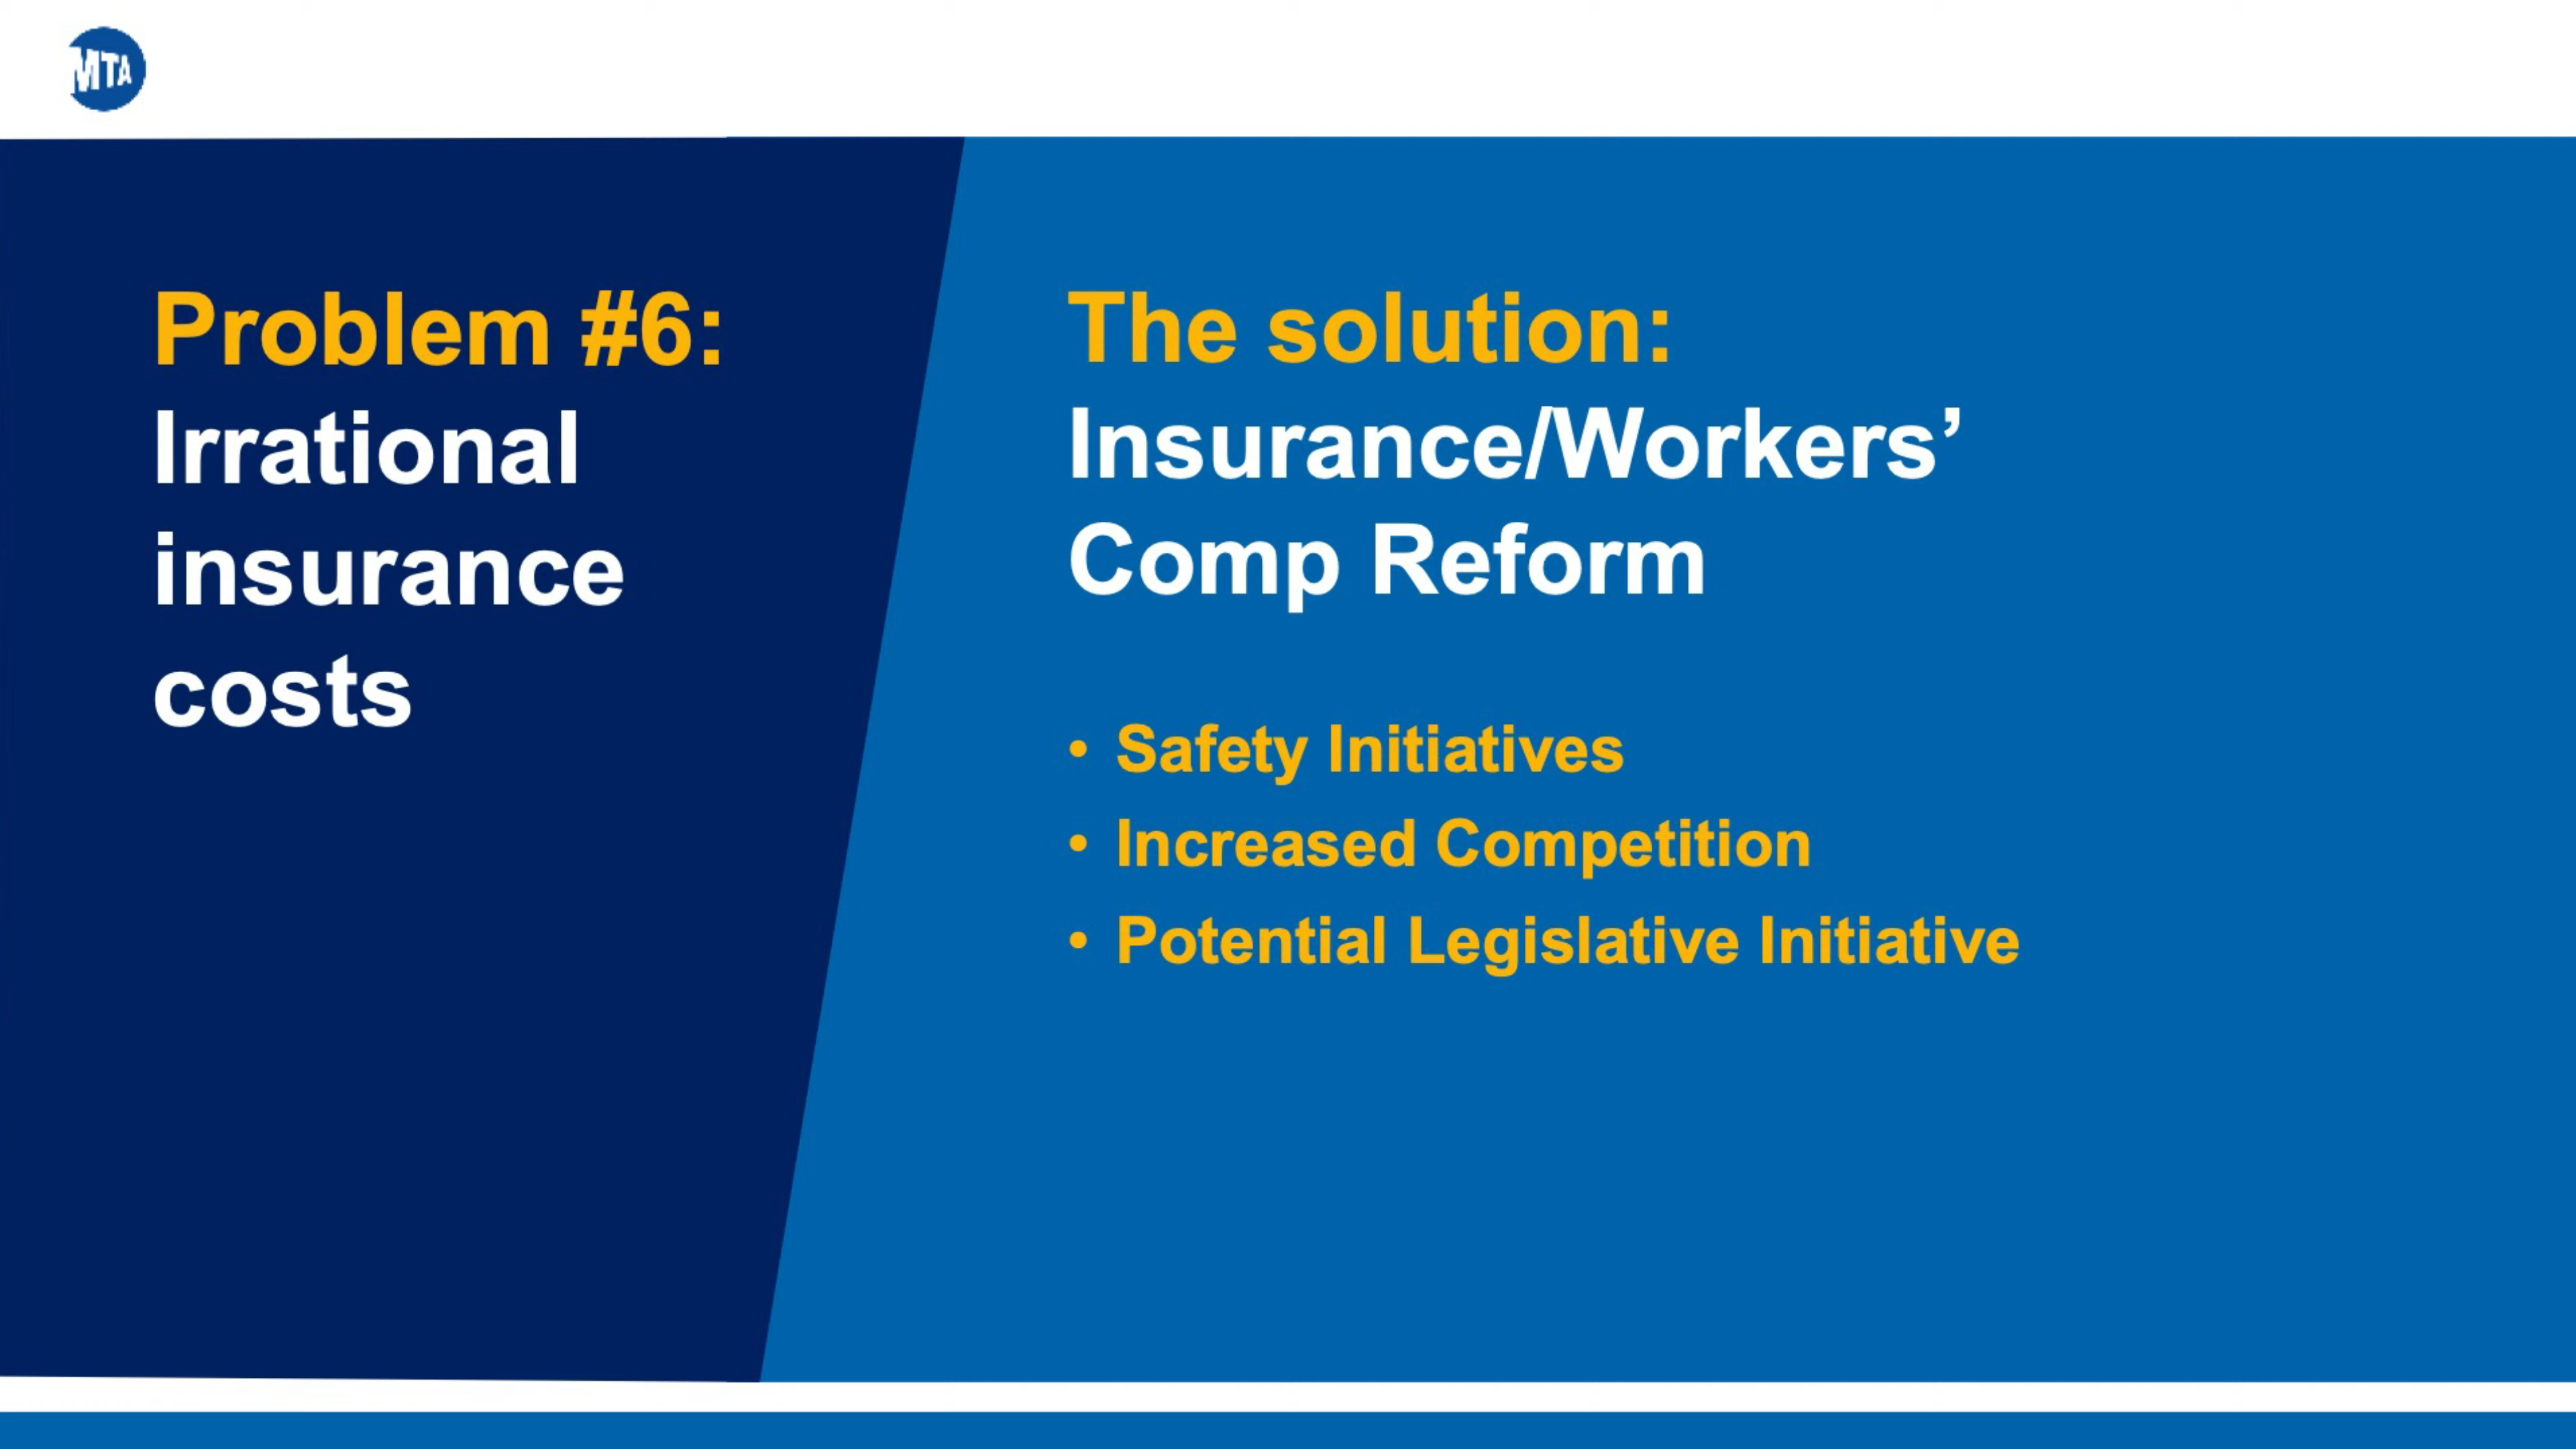 MTA
Problem #6:
Irrational
insurance
costs
The solution:
Insurance/Workers’
Comp Reform
• Safety Initiatives
• Increased Competition
• Potential Legislative Initiative